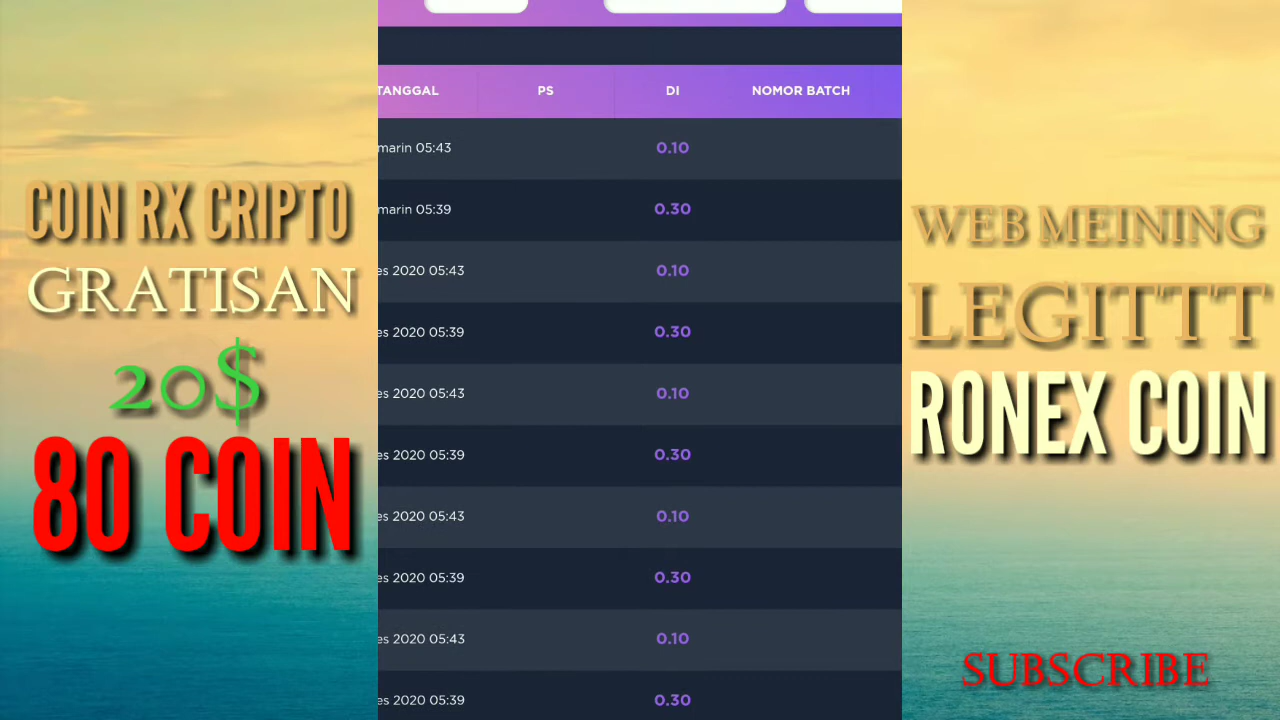 COIN RX CRIPTO
GRATISAN
20$
80 COIN
TANGGAL PS DI NOMOR BATCH
marin 05:43 0.10
marin 05:39 0.30
es 2020 05:43 0.10
es 2020 05:39 0.30
es 2020 05:43 0.10
es 2020 05:39 0.30
es 2020 05:43 0.10
es 2020 05:39 0.30
es 2020 05:43 0.10
es 2020 05:39 0.30
WEB MEINING
LEGITTT
RONEX COIN
SUBSCRIBE